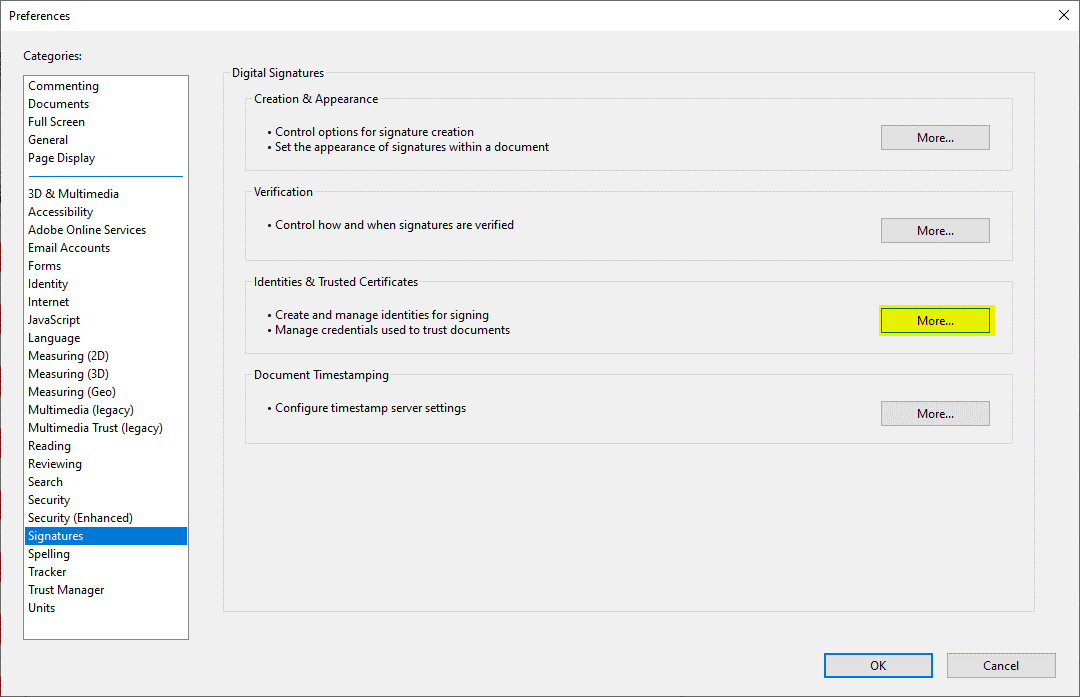 Preferences
Categories:
Commenting
Documents
Full Screen
General
Page Display
3D & Multimedia
Accessibility
Adobe Online Services
Email Accounts
Forms
Identity
Internet
JavaScript
Language
Measuring (2D)
Measuring (3D)
Measuring (Geo)
Multimedia (legacy)
Multimedia Trust (legacy)
Reading
Reviewing
Search
Security
Security (Enhanced)
Signatures
Spelling
Tracker
Trust Manager
Units
Digital Signatures
Creation & Appearance
• Control options for signature creation
• Set the appearance of signatures within a document
More...
Verification
• Control how and when signatures are verified
More...
Identities & Trusted Certificates
• Create and manage identities for signing
• Manage credentials used to trust documents
More...
Document Timestamping
• Configure timestamp server settings
More...
OK
Cancel